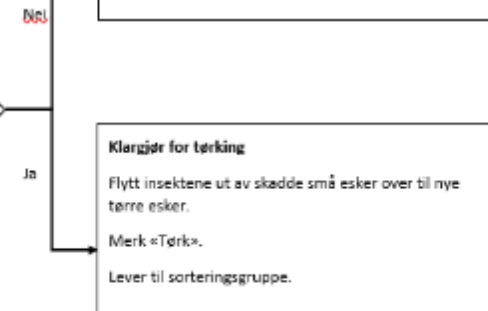 Nei
Klargjør for tørking
Ja
Flytt insektene ut av skadde små esker over til nye
tørre esker.
Merk «Tørk».
Lever til sorteringsgruppe.